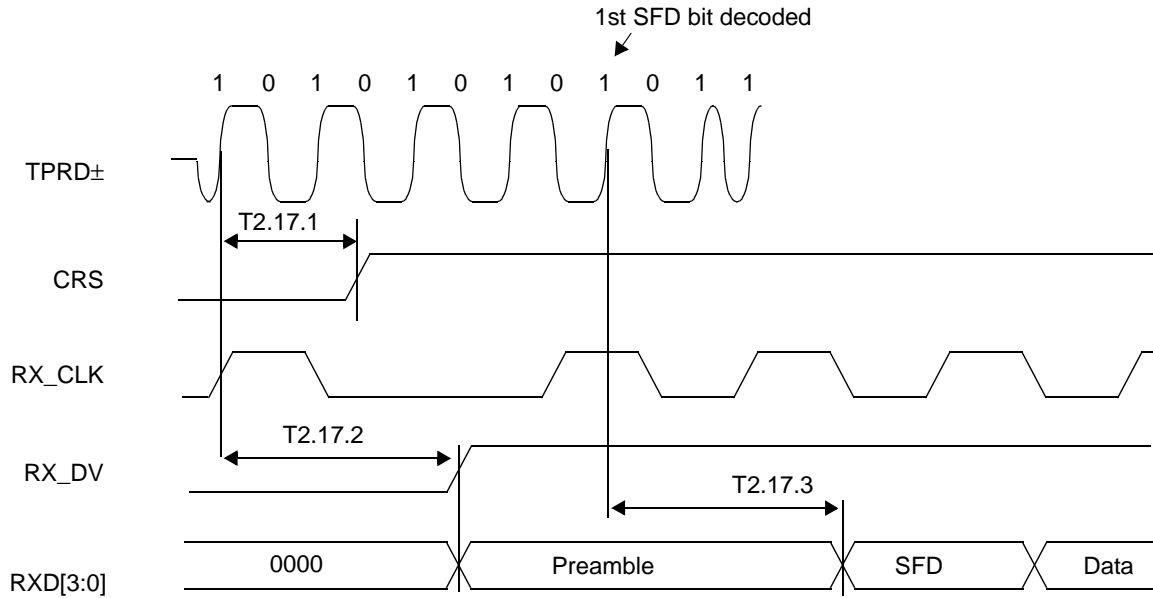 1st SFD bit decoded
1 0 1 0 1 0 1 0 1 0 1 1
TPRD±
T2.17.1
CRS
RX_CLK
T2.17.2
RX_DV
T2.17.3
RXD[3:0] 0000 Preamble SFD Data